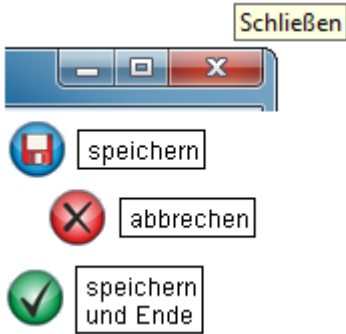 Schließen
speichern
abbrechen
speichern
und Ende